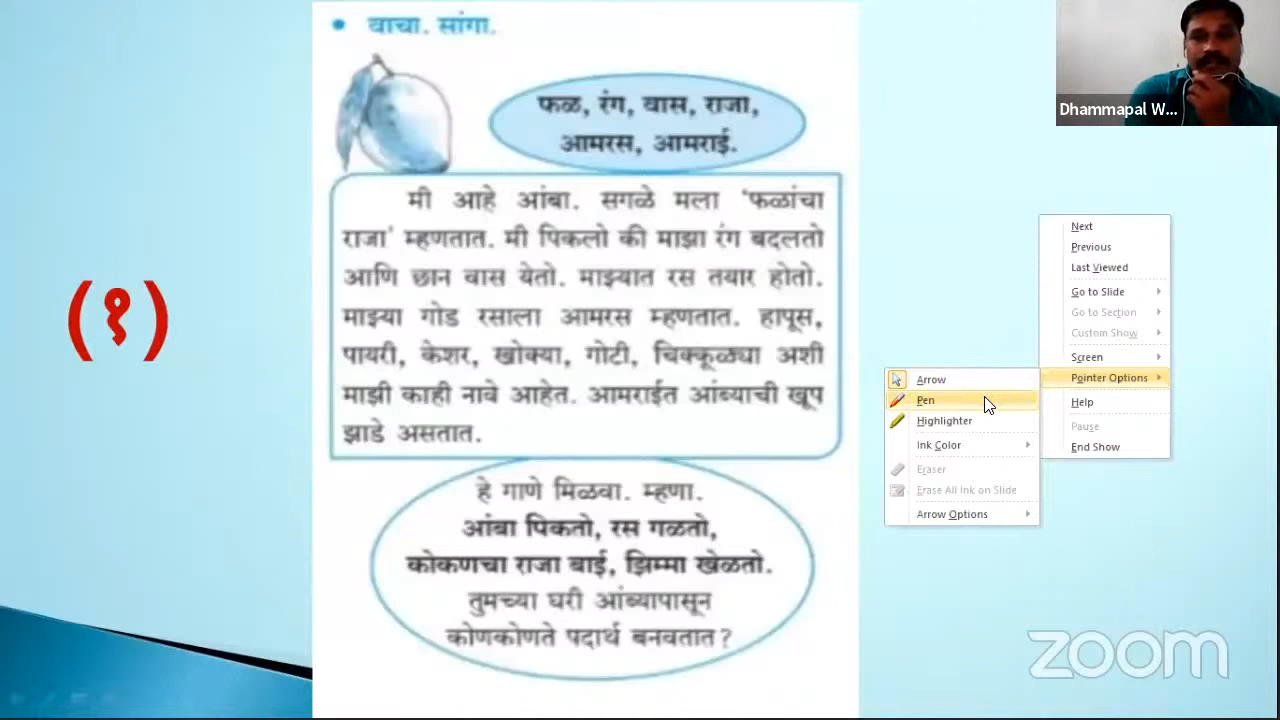 • वाचा. सांगा.
फळ, रंग, वास, राजा,
आमरस, आमराई.
मी आहे आंबा. सगळे मला 'फळांचा
राजा' म्हणतात. मी पिकलो की माझा रंग बदलतो
आणि छान वास येतो. माझ्यात रस तयार होतो.
माझ्या गोड रसाला आमरस म्हणतात. हापूस,
पायरी, केशर, खोक्या, गोटी, चिक्कूळ्या अशी
माझी काही नावे आहेत. आमराईत आंब्याची खूप
झाडे असतात.
हे गाणे मिळवा. म्हणा.
आंबा पिकतो, रस गळतो,
कोकणचा राजा बाई, झिम्मा खेळतो.
तुमच्या घरी आंब्यापासून
कोणकोणते पदार्थ बनवतात?
(१)
Dhammapal W...
Next
Previous
Last Viewed
Go to Slide
Go to Section
Custom Show
Screen
Pointer Options
Help
Pause
End Show
Arrow
Pen
Highlighter
Ink Color
Eraser
Erase All Ink on Slide
Arrow Options
zoom